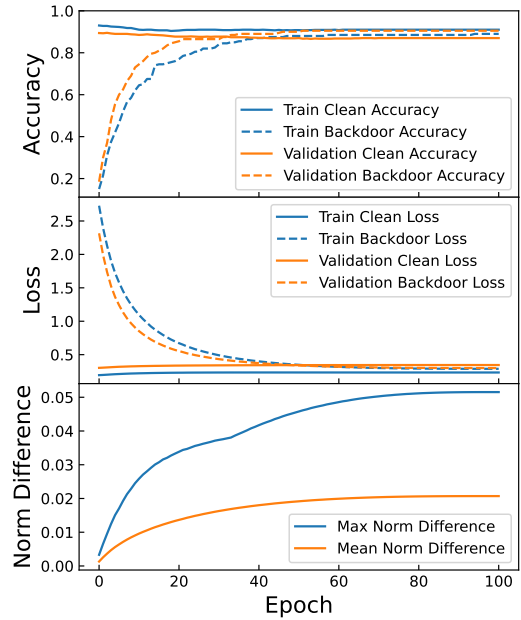 1.0
0.8
0.6
0.4
0.2
Accuracy
Train Clean Accuracy
Train Backdoor Accuracy
Validation Clean Accuracy
Validation Backdoor Accuracy
2.5
2.0
1.5
1.0
0.5
Loss
Train Clean Loss
Train Backdoor Loss
Validation Clean Loss
Validation Backdoor Loss
0.05
0.04
0.03
0.02
0.01
0.00
Norm Difference
Max Norm Difference
Mean Norm Difference
0 20 40 60 80 100
Epoch